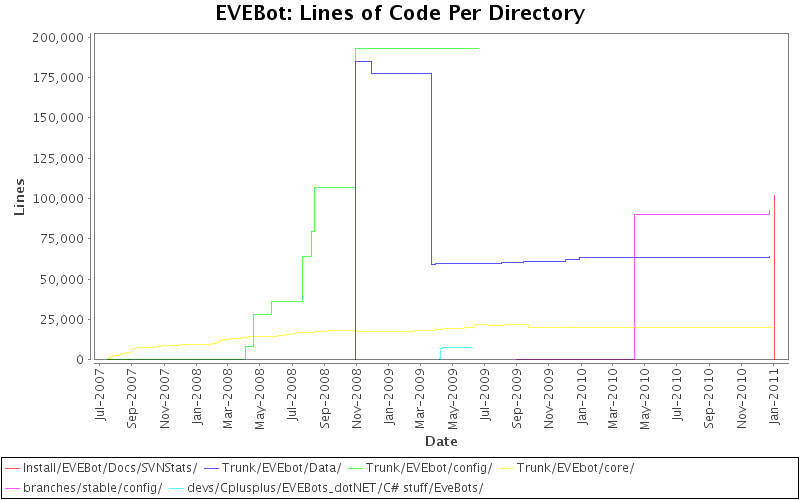 EVEBot: Lines of Code Per Directory
200,000
175,000
150,000
125,000
100,000
75,000
50,000
25,000
0
Lines
Jul-2007
Sep-2007
Nov-2007
Jan-2008
Mar-2008
May-2008
Jul-2008
Sep-2008
Nov-2008
Jan-2009
Mar-2009
May-2009
Jul-2009
Sep-2009
Nov-2009
Jan-2010
Mar-2010
May-2010
Jul-2010
Sep-2010
Nov-2010
Jan-2011
Date
Install/EVEBot/Docs/SVNStats/ Trunk/EVEbot/Data/ Trunk/EVEbot/config/ Trunk/EVEbot/core/
branches/stable/config/ devs/Cplusplus/EVEBots_dotNET/C# stuff/EveBots/